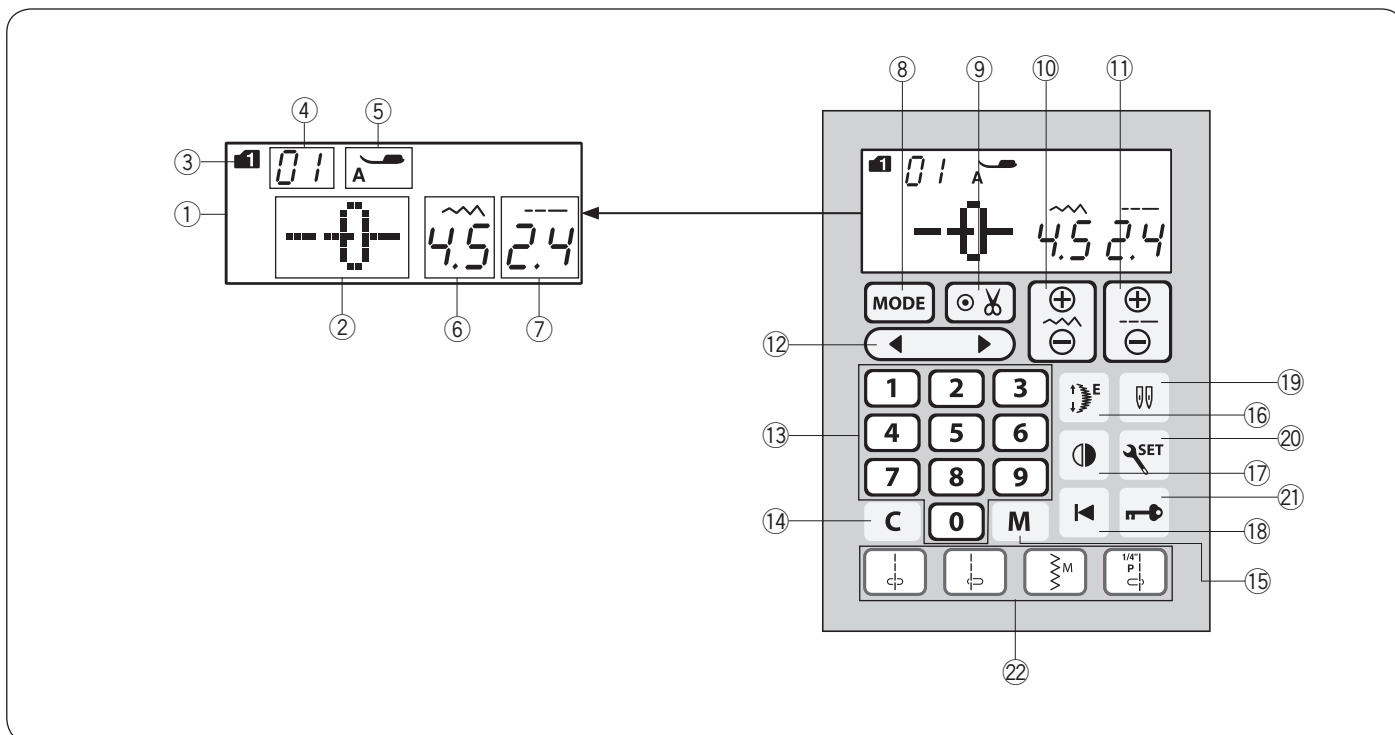 ⑧ ⑨ ⑩ ⑪
④ ⑤
③ 1 01 A
① 4.5 2.4
② ⑥ ⑦
1 01 A
4.5 2.4
MODE
⑫
1 2 3 E ⑲
⑯
⑬ 4 5 6 SET ⑳
7 8 9 ⑰
⑭ C 0 M ㉑
⑱
M 1/4" P ⑮
㉒